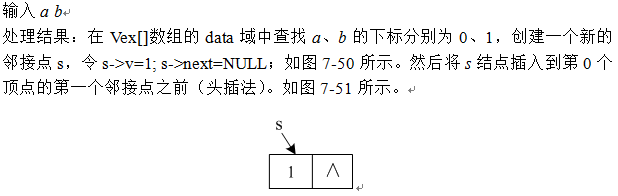 输入 a b
处理结果：在 Vex[]数组的 data 域中查找 a、b 的下标分别为 0、1，创建一个新的
邻接点 s，令 s->v=1; s->next=NULL；如图 7-50 所示。然后将 s 结点插入到第 0 个
顶点的第一个邻接点之前（头插法）。如图 7-51 所示。
s
1 ∧